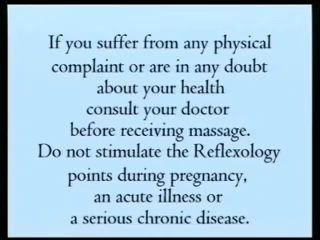 If you suffer from any physical
complaint or are in any doubt
about your health
consult your doctor
before receiving massage.
Do not stimulate the Reflexology
points during pregnancy,
an acute illness or
a serious chronic disease.